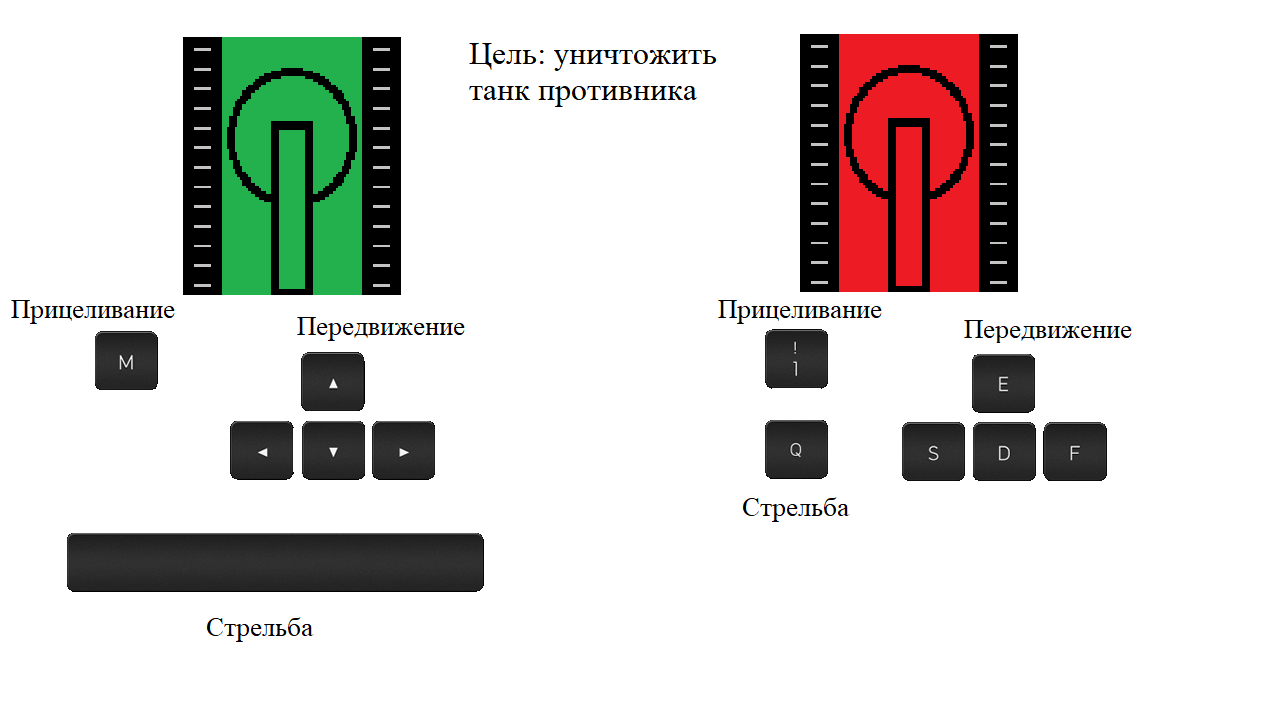 Цель: уничтожить
танк противника
Прицеливание
Передвижение
M
▲
◄ ▼ ►
Стрельба
Прицеливание
Передвижение
!
1
E
Q
S D F
Стрельба